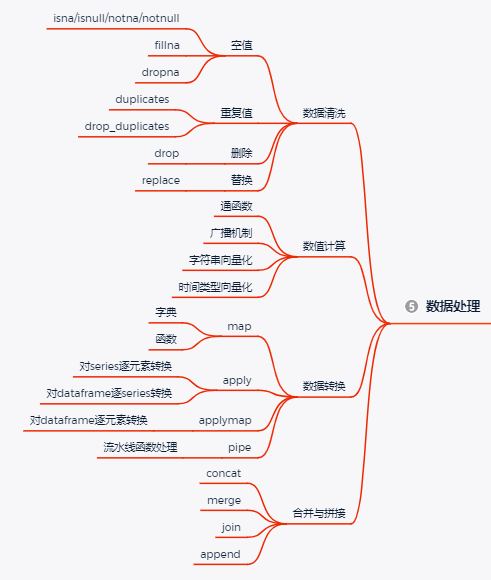 isna/isnull/notna/notnull
fillna
空值
dropna
duplicates
重复值
数据清洗
drop_duplicates
drop
删除
replace
替换
通函数
广播机制
数值计算
字符串向量化
时间类型向量化
5 数据处理
字典
map
函数
对series逐元素转换
apply
数据转换
对dataframe逐series转换
对dataframe逐元素转换
applymap
流水线函数处理
pipe
concat
merge
合并与拼接
join
append